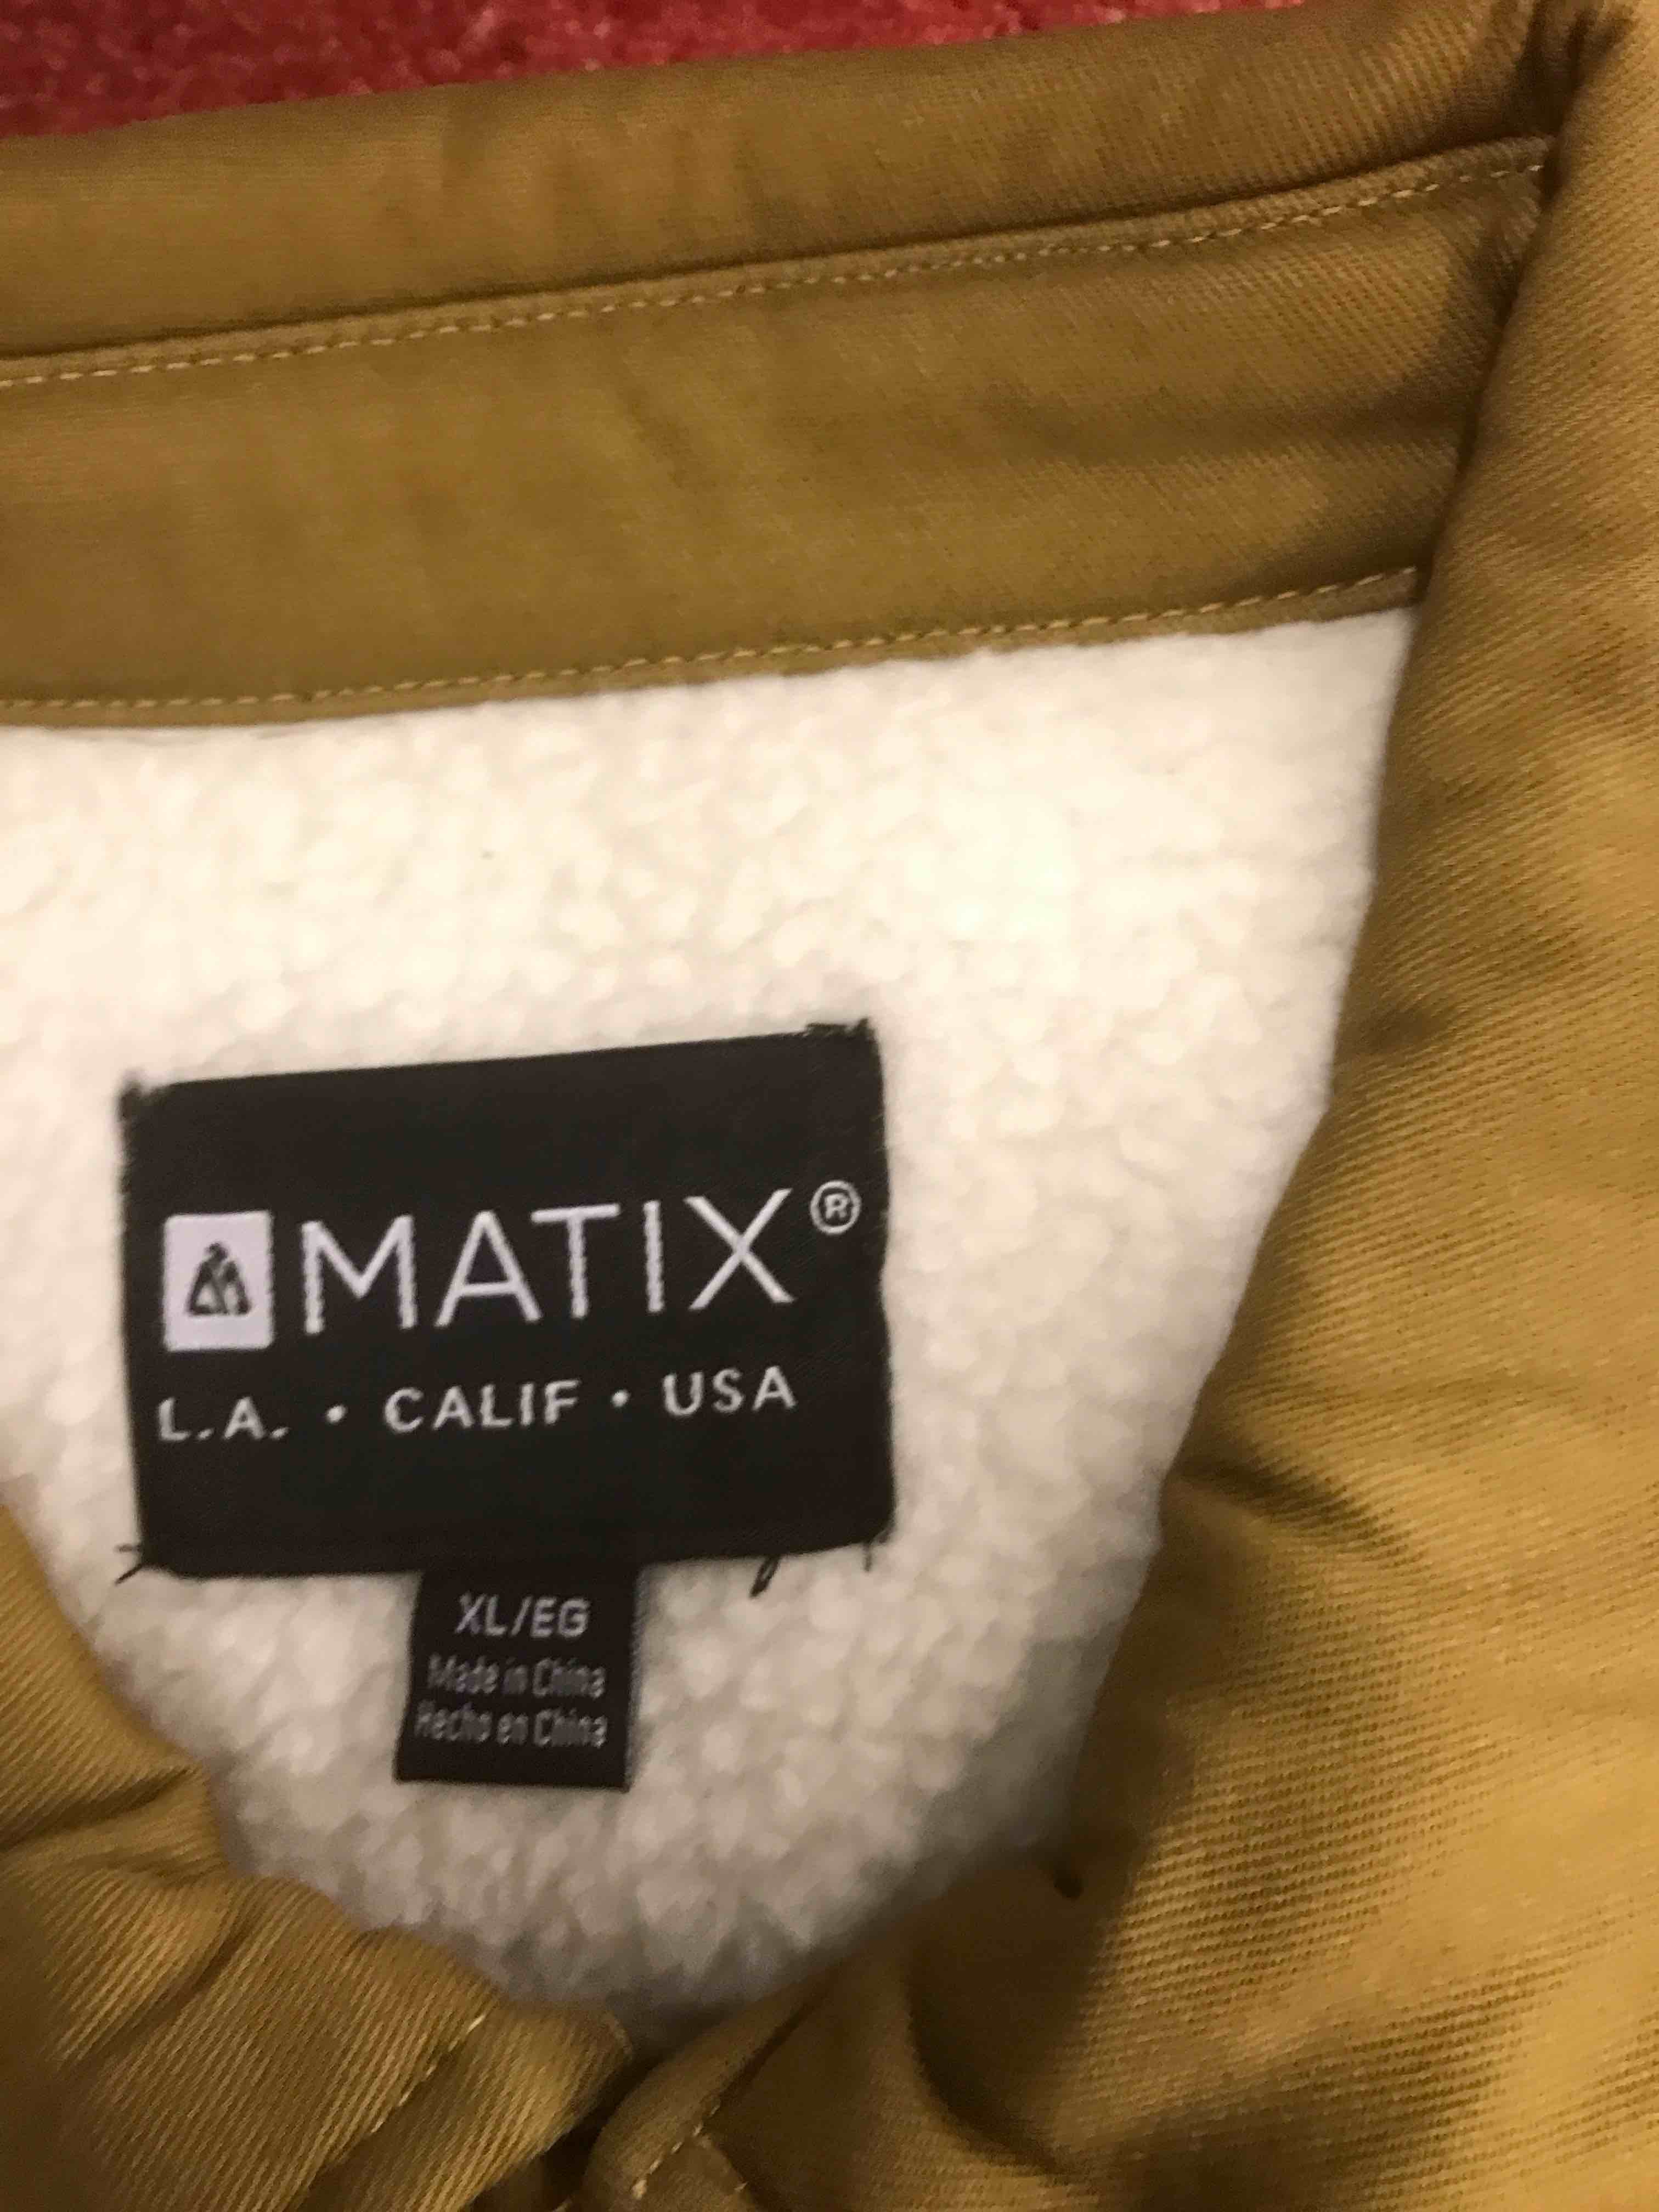 MATIX®
L.A. • CALIF • USA
XL/EG
Made in China
Hecho en China